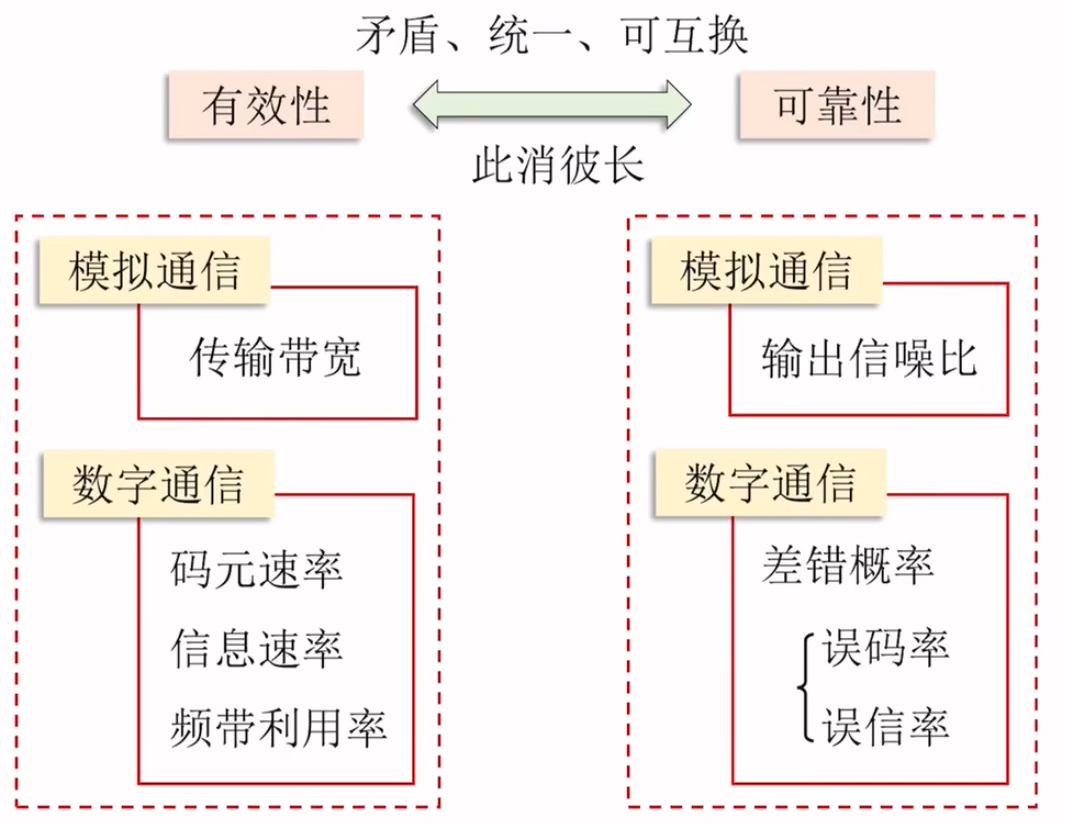 矛盾、统一、可互换
有效性
可靠性
此消彼长
模拟通信
传输带宽
数字通信
码元速率
信息速率
频带利用率
模拟通信
输出信噪比
数字通信
差错概率
误码率
误信率